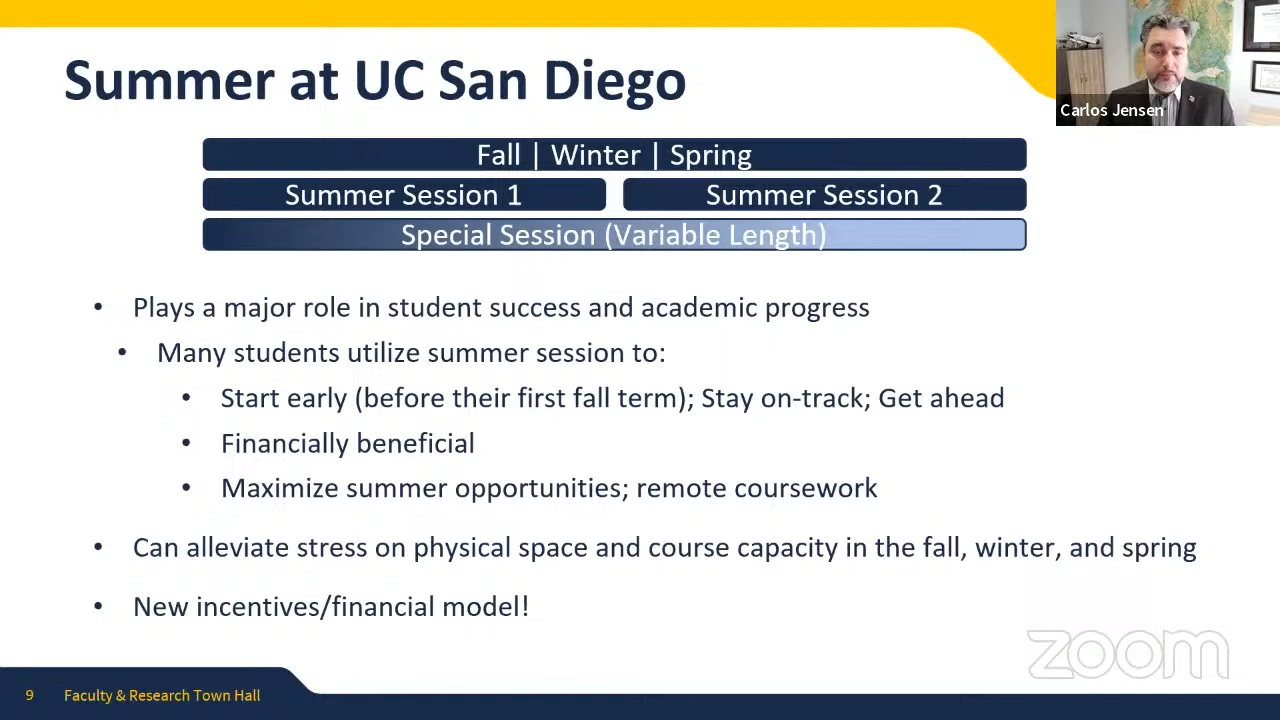 Summer at UC San Diego
Carlos Jensen
Fall | Winter | Spring
Summer Session 1
Summer Session 2
Special Session (Variable Length)
• Plays a major role in student success and academic progress
• Many students utilize summer session to:
• Start early (before their first fall term); Stay on-track; Get ahead
• Financially beneficial
• Maximize summer opportunities; remote coursework
• Can alleviate stress on physical space and course capacity in the fall, winter, and spring
• New incentives/financial model!
zoom
9 Faculty & Research Town Hall